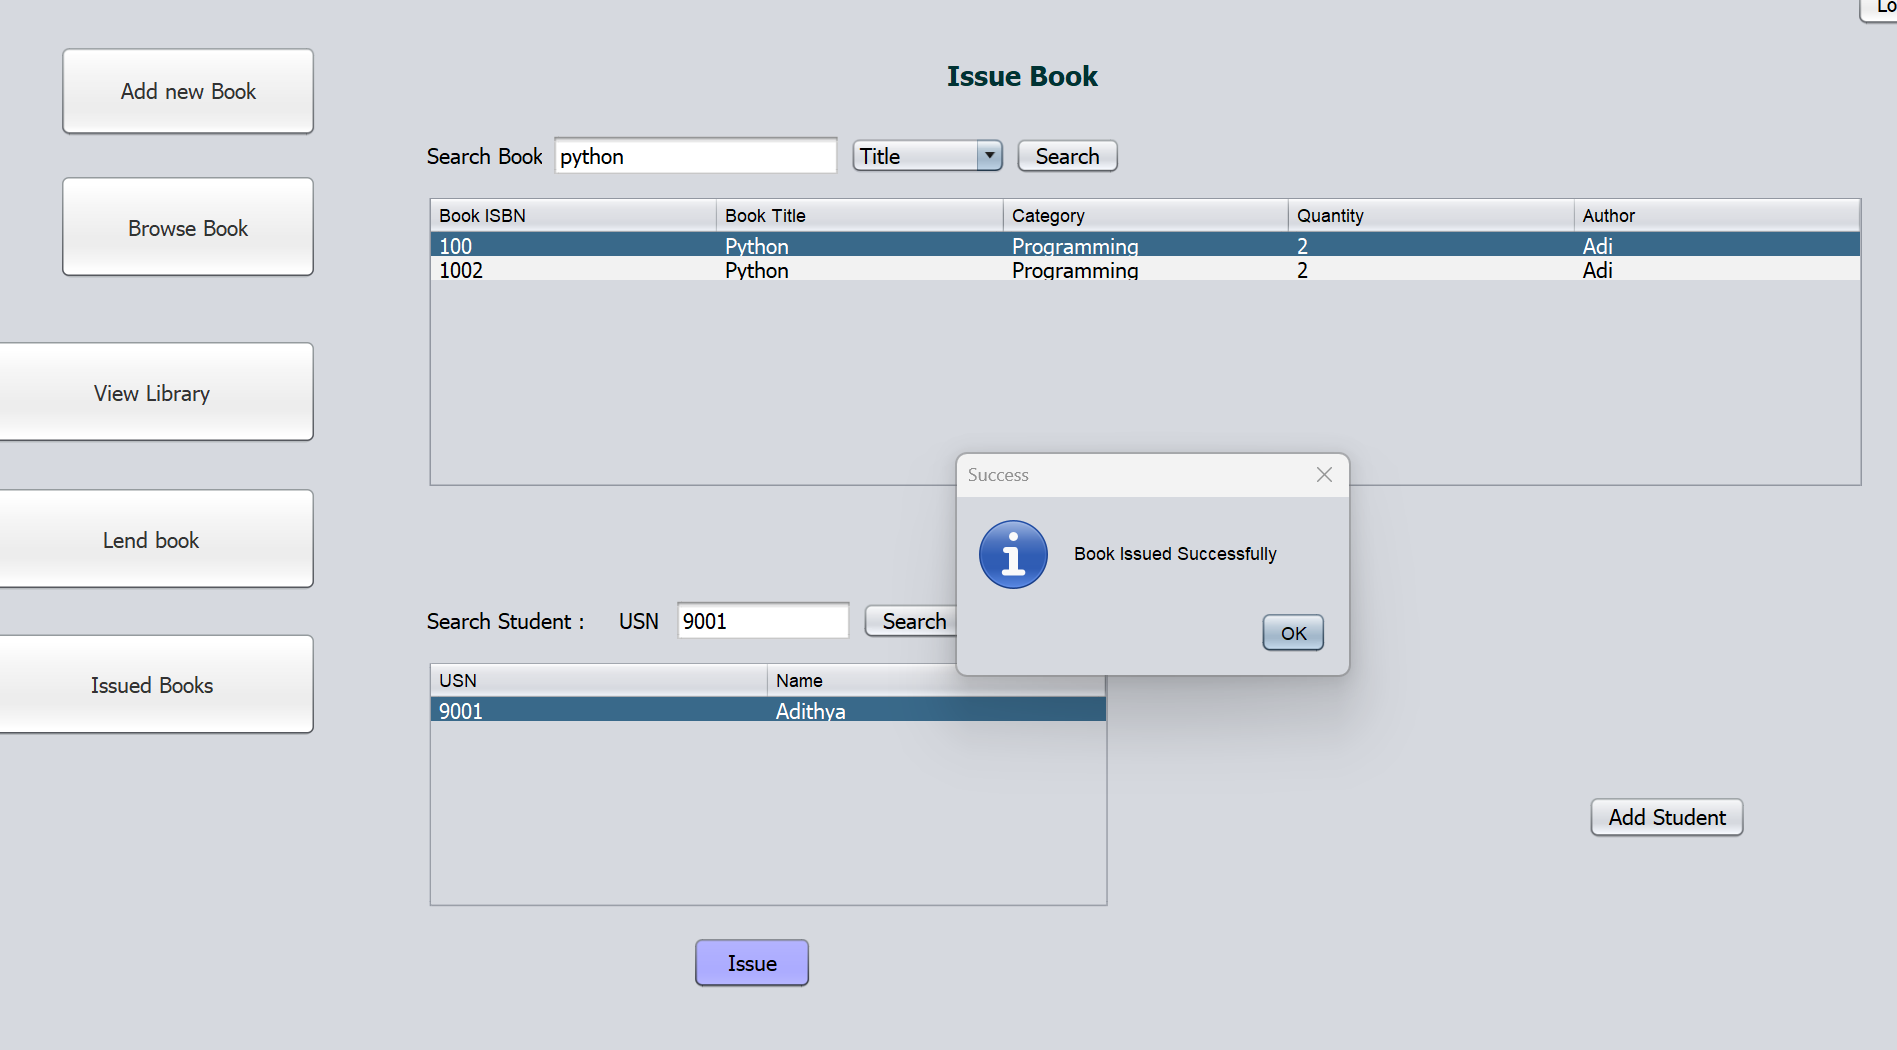 Add new Book
Browse Book
View Library
Lend book
Issued Books
Issue Book
Search Book python Title Search
Book ISBN Book Title Category Quantity Author
100 Python Programming 2 Adi
1002 Python Programming 2 Adi
Success
Book Issued Successfully
OK
Search Student : USN 9001 Search
USN Name
9001 Adithya
Add Student
Issue